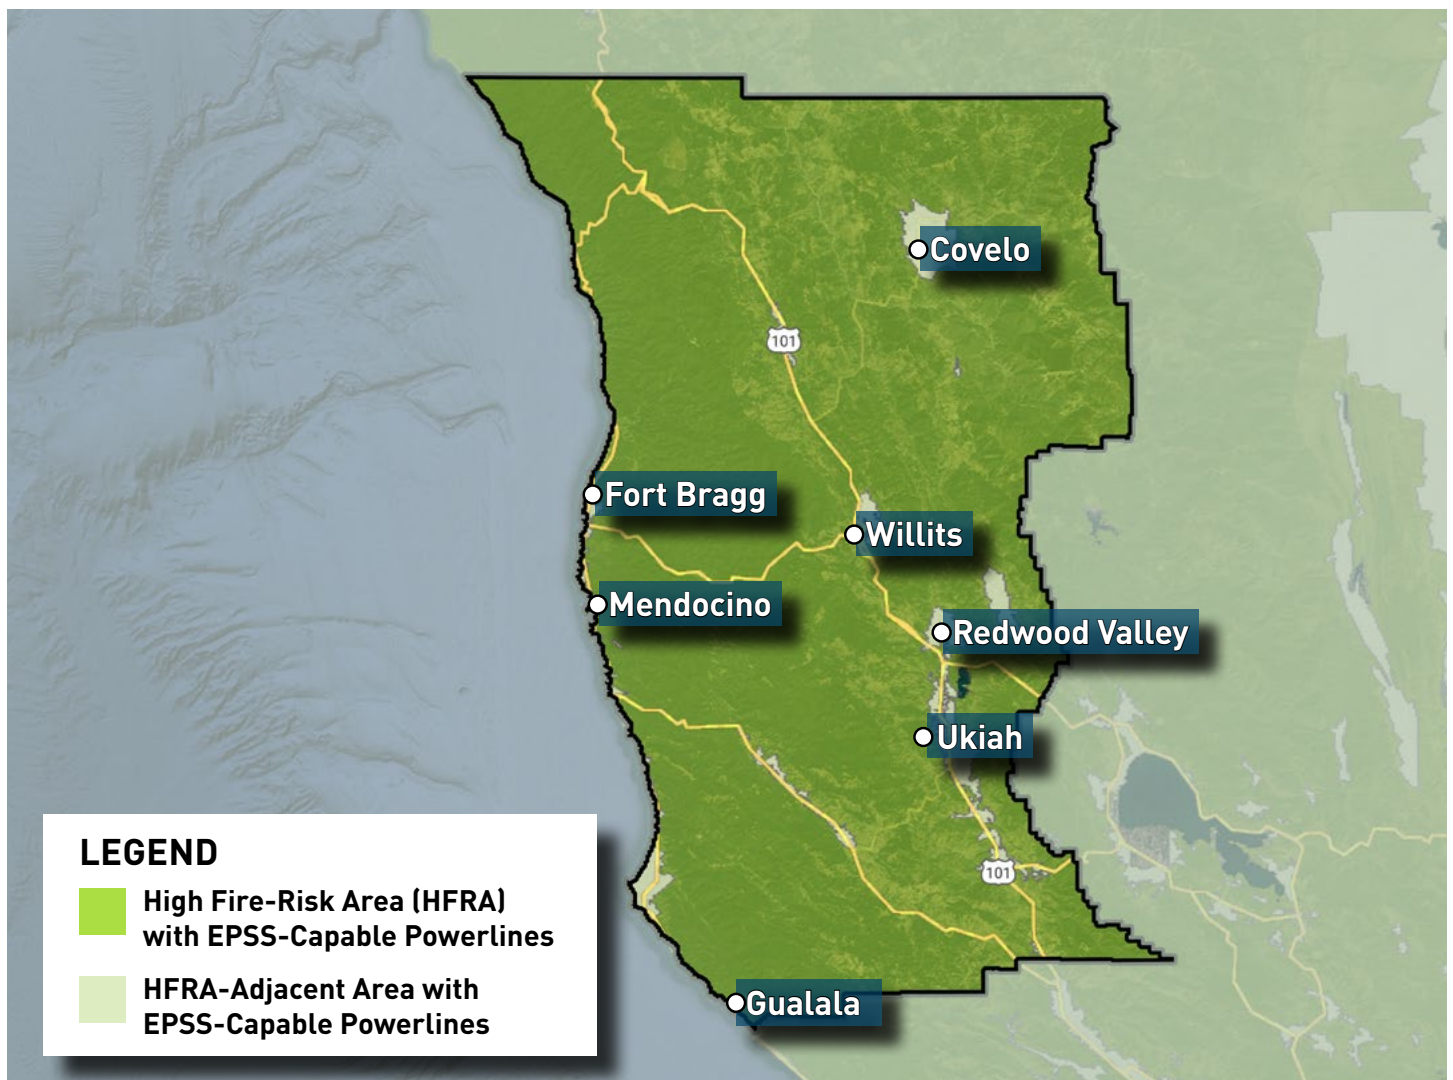 Covelo
101
Fort Bragg
Willits
Mendocino
Redwood Valley
Ukiah
LEGEND
High Fire-Risk Area (HFRA)
with EPSS-Capable Powerlines
HFRA-Adjacent Area with
EPSS-Capable Powerlines
101
Gualala